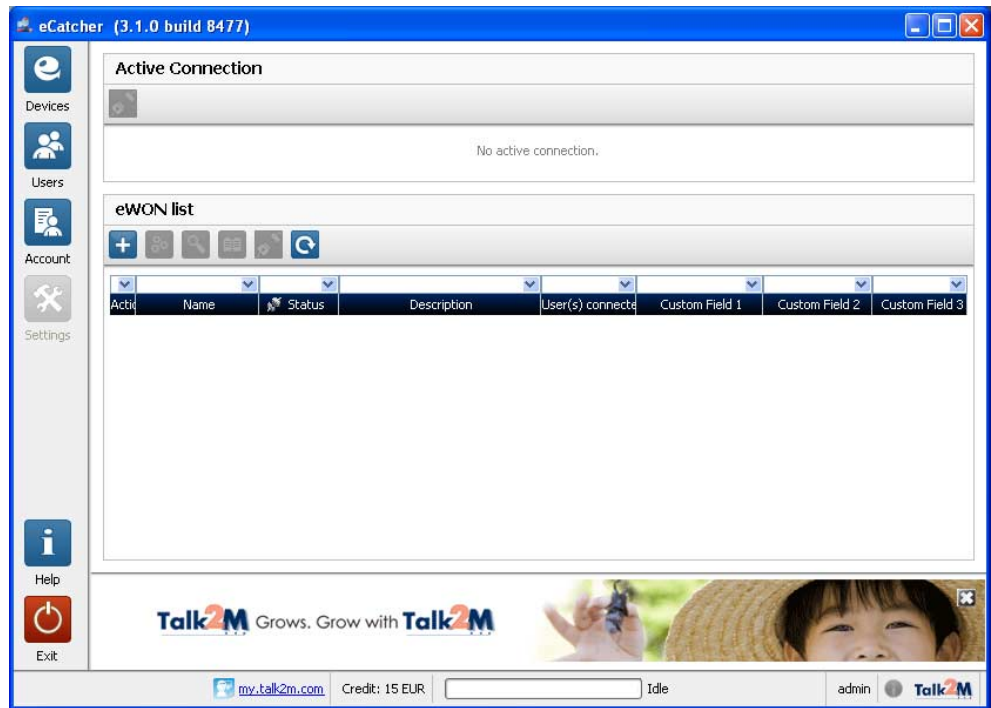 eCatcher (3.1.0 build 8477)
Devices
Users
Account
Settings
Help
Exit
Active Connection
No active connection.
eWON list
Actic Name Status Description User(s) connecte Custom Field 1 Custom Field 2 Custom Field 3
Talk2M Grows. Grow with Talk2M
my.talk2m.com Credit: 15 EUR Idle admin Talk2M